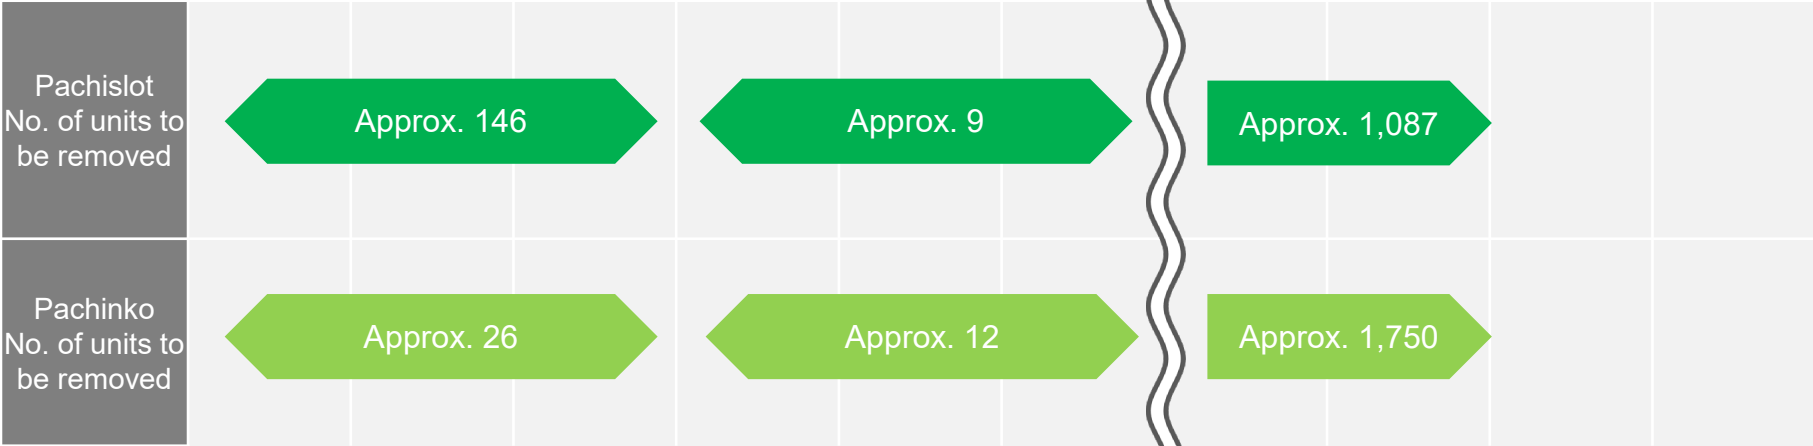 Pachislot
No. of units to
be removed
Approx. 146
Approx. 9
Approx. 1,087
Pachinko
No. of units to
be removed
Approx. 26
Approx. 12
Approx. 1,750